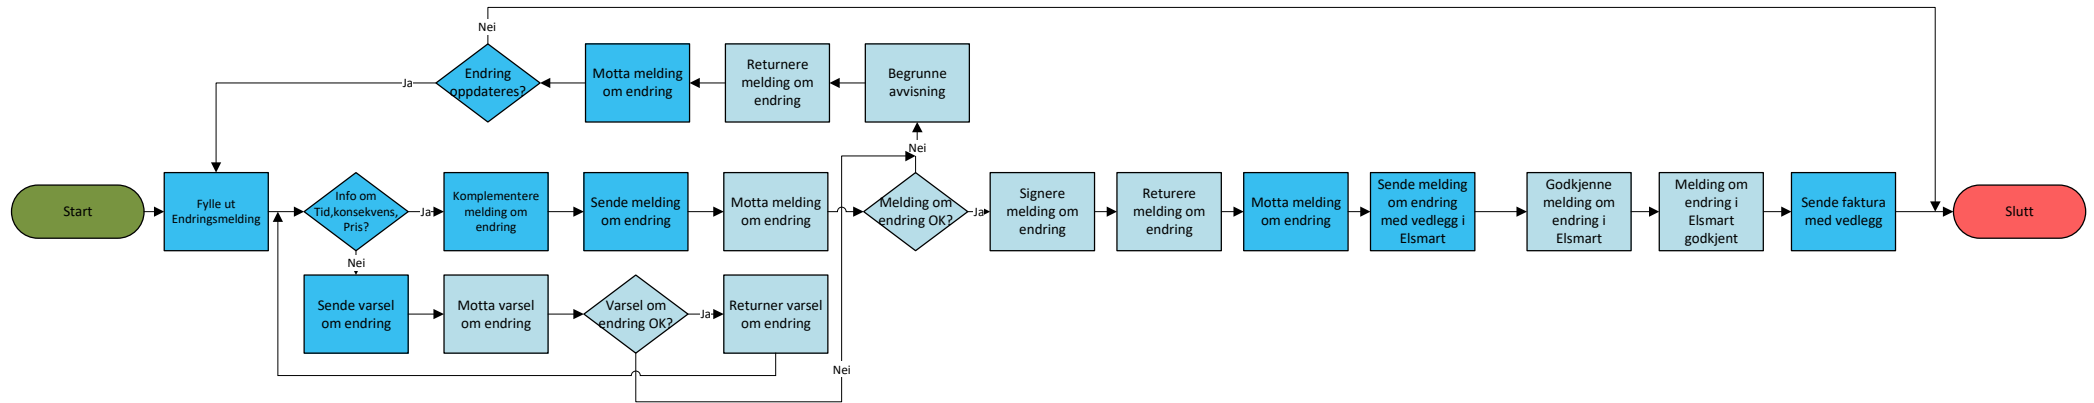 Nei
Endring
oppdateres?
Ja
Motta melding
om endring
Returnere
melding om
endring
Begrunne
avvisning
Nei
Start
Fylle ut
Endringsmelding
Info om
Tid,konsekvens,
Pris?
Ja
Komplementere
melding om
endring
Sende melding
om endring
Motta melding
om endring
Melding om
endring OK?
Ja
Signere
melding om
endring
Returere
melding om
endring
Motta melding
om endring
Sende melding
om endring
med vedlegg i
Elsmart
Godkjenne
melding om
endring i
Elsmart
Melding om
endring i
Elsmart
godkjent
Sende faktura
med vedlegg
Slutt
Nei
Sende varsel
om endring
Motta varsel
om endring
Varsel om
endring OK?
Ja
Returner varsel
om endring
Nei